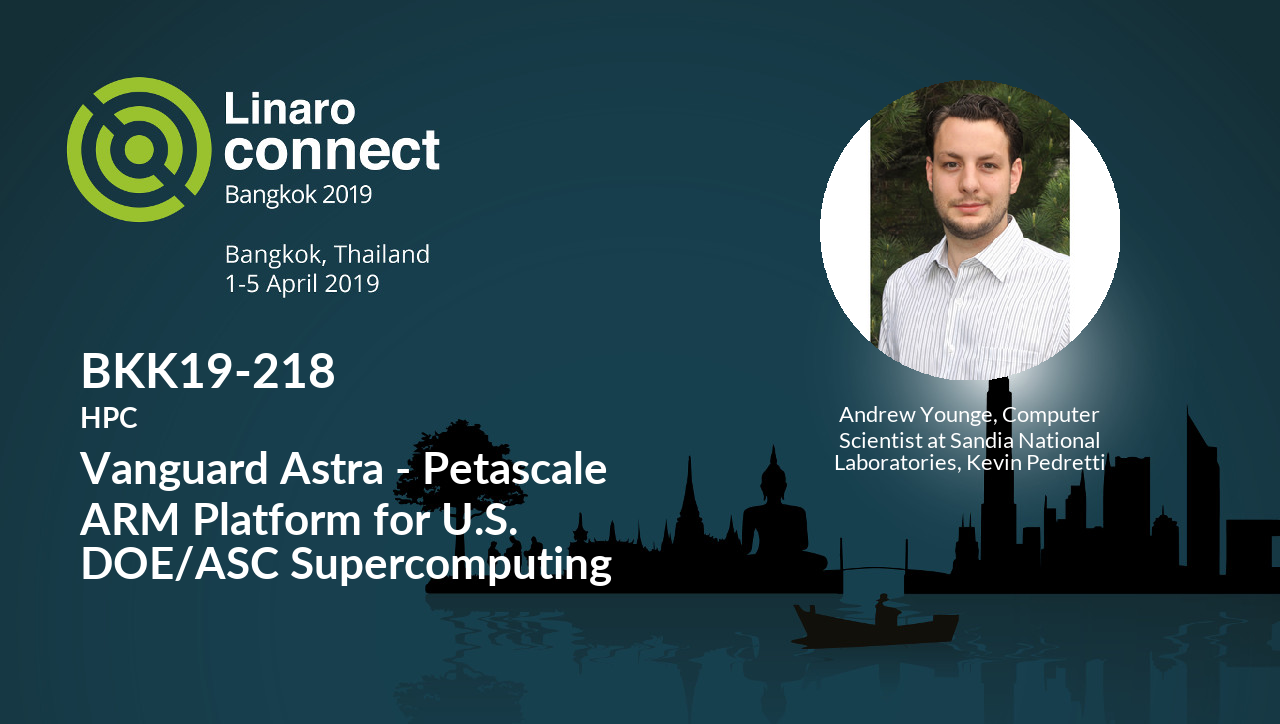 Linaro
connect
Bangkok 2019
Bangkok, Thailand
1-5 April 2019
BKK19-218
HPC
Vanguard Astra - Petascale
ARM Platform for U.S.
DOE/ASC Supercomputing
Andrew Younge, Computer
Scientist at Sandia National
Laboratories, Kevin Pedretti